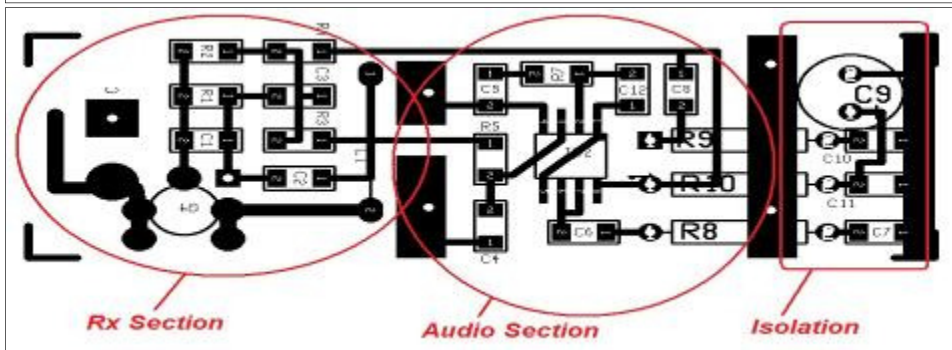 R2
C3
R1
R3
C1
C2
L1
Q1
C5
R7
C12
C8
R5
R9
R10
R8
C4
C6
C9
C10
C11
C7
Rx Section
Audio Section
Isolation